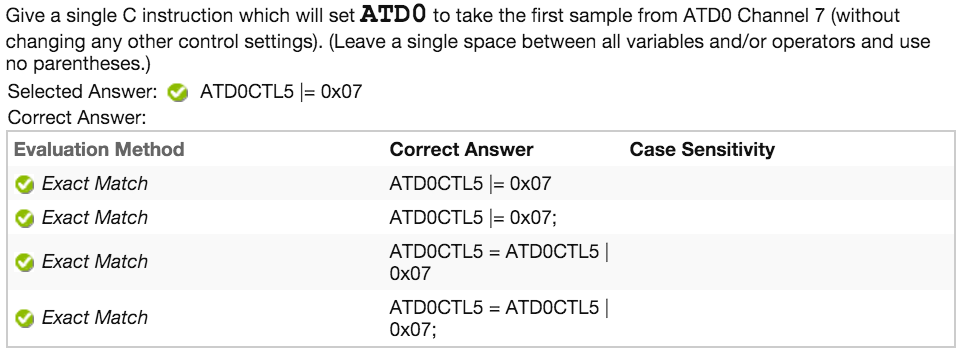 Give a single C instruction which will set ATD0 to take the first sample from ATD0 Channel 7 (without
changing any other control settings). (Leave a single space between all variables and/or operators and use
no parentheses.)
Selected Answer: ATD0CTL5 |= 0x07
Correct Answer:
Evaluation Method Correct Answer Case Sensitivity
Exact Match ATD0CTL5 |= 0x07
Exact Match ATD0CTL5 |= 0x07;
Exact Match ATD0CTL5 = ATD0CTL5 |
0x07
Exact Match ATD0CTL5 = ATD0CTL5 |
0x07;